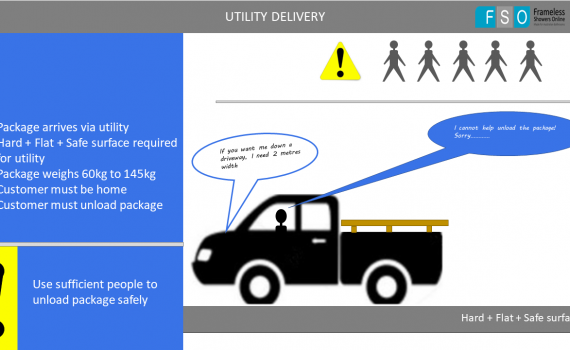 UTILITY DELIVERY
FSO
Frameless
Showers Online
Package arrives via utility
Hard + Flat + Safe surface required
for utility
Package weighs 60kg to 145kg
Customer must be home
Customer must unload package
If you want me down a
driveway, I need 2 metres
width
I cannot help unload the package!
Sorry.............
Use sufficient people to
unload package safely
Hard + Flat + Safe surfa